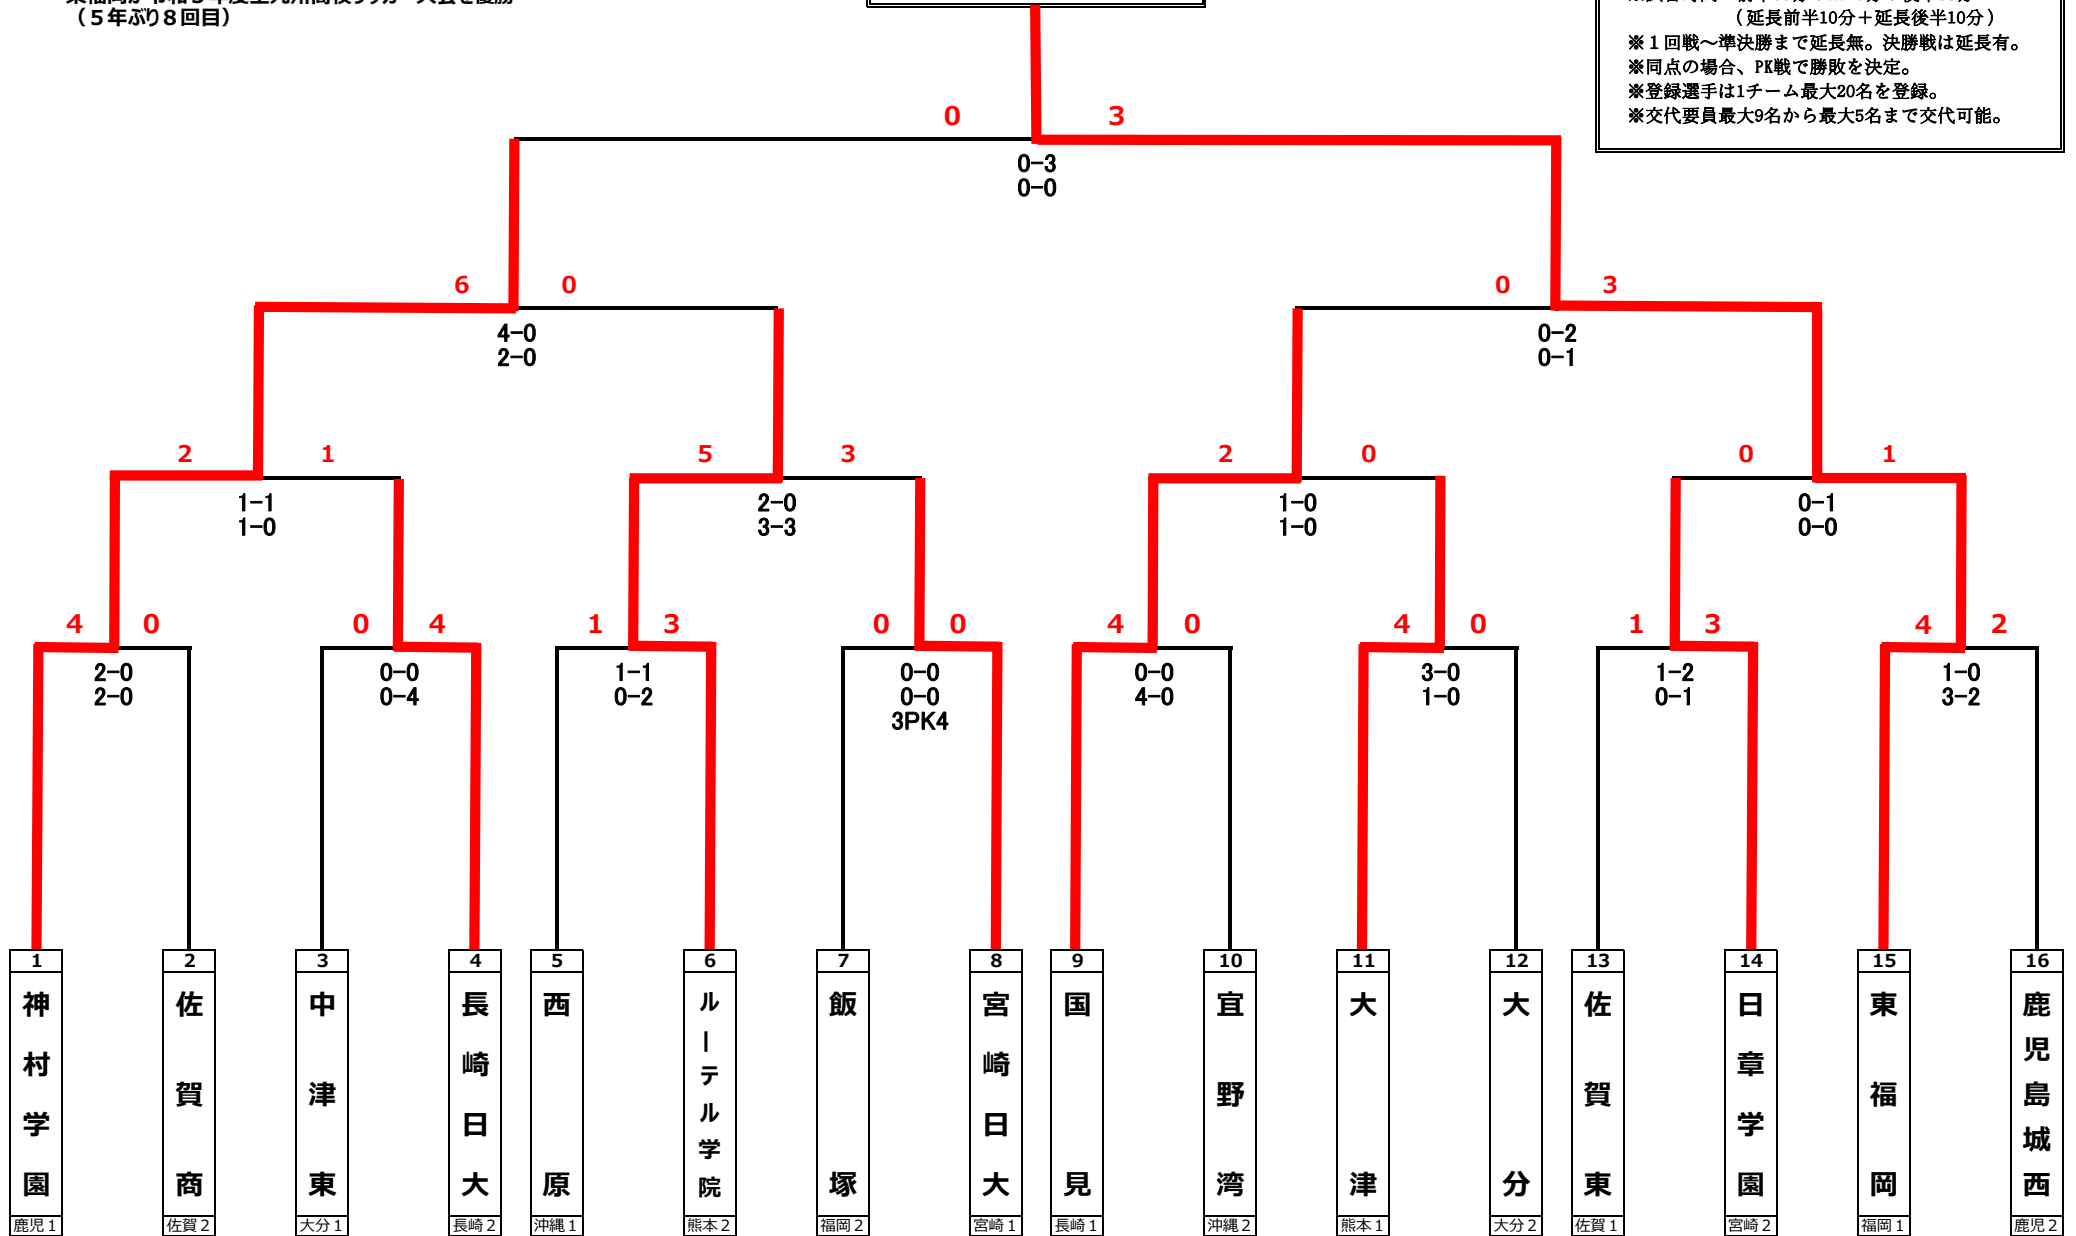 （５年ぶり８回目）
（延長前半10分＋延長後半10分）
※１回戦～準決勝まで延長無。決勝戦は延長有。
※同点の場合、PK戦で勝敗を決定。
※登録選手は1チーム最大20名を登録。
※交代要員最大9名から最大5名まで交代可能。
0 3
0-3
0-0
6 0
4-0
2-0
0 3
0-2
0-1
2 1
1-1
1-0
5 3
2-0
3-3
2 0
1-0
1-0
0 1
0-1
0-0
4 0
2-0
2-0
0 4
0-0
0-4
1 3
1-1
0-2
0 0
0-0
0-0
3PK4
4 0
0-0
4-0
4 0
3-0
1-0
1 3
1-2
0-1
4 2
1-0
3-2
1
神村学園
鹿児１
2
佐賀商
佐賀２
3
中津東
大分１
4
長崎日大
長崎２
5
西原
沖縄１
6
ルーテル学院
熊本２
7
飯塚
福岡２
8
宮崎日大
宮崎１
9
国見
長崎１
10
宜野湾
沖縄２
11
大津
熊本１
12
大分
大分２
13
佐賀東
佐賀１
14
日章学園
宮崎２
15
東福岡
福岡１
16
鹿児島城西
鹿児２